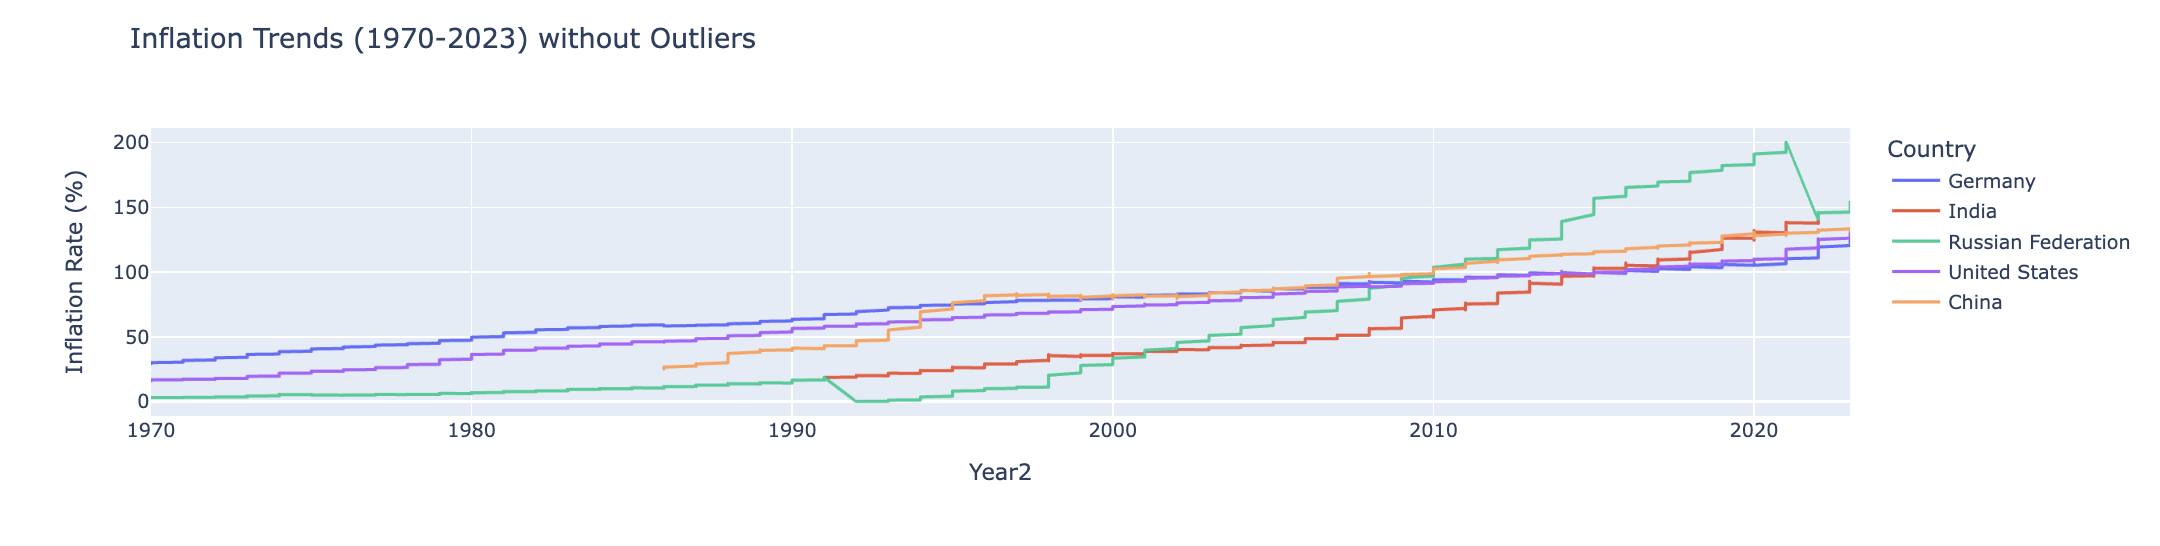 Inflation Trends (1970-2023) without Outliers
Inflation Rate (%)
200
150
100
50
0
1970
1980
1990
2000
2010
2020
Year2
Country
Germany
India
Russian Federation
United States
China